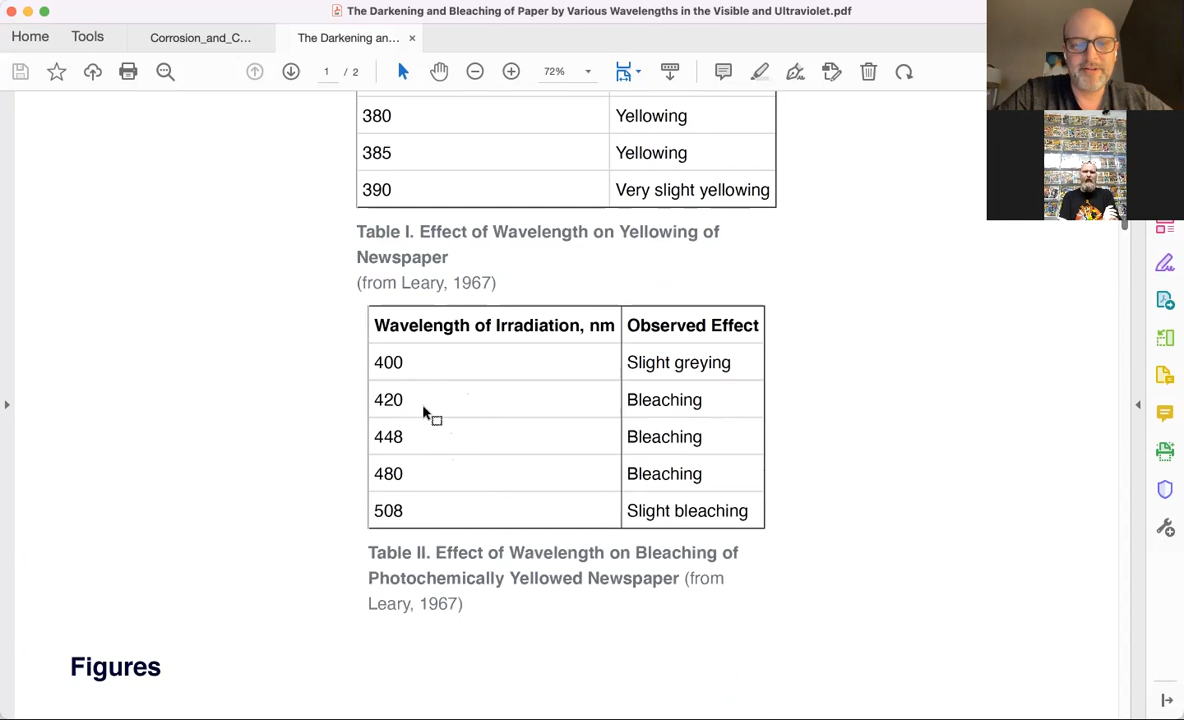 The Darkening and Bleaching of Paper by Various Wavelengths in the Visible and Ultraviolet.pdf
Home
Tools
Corrosion_and_C...
The Darkening an... ×
1 / 2
72%
380 Yellowing
385 Yellowing
390 Very slight yellowing
Table I. Effect of Wavelength on Yellowing of
Newspaper
(from Leary, 1967)
Wavelength of Irradiation, nm Observed Effect
400 Slight greying
420 Bleaching
448 Bleaching
480 Bleaching
508 Slight bleaching
Table II. Effect of Wavelength on Bleaching of
Photochemically Yellowed Newspaper (from
Leary, 1967)
Figures